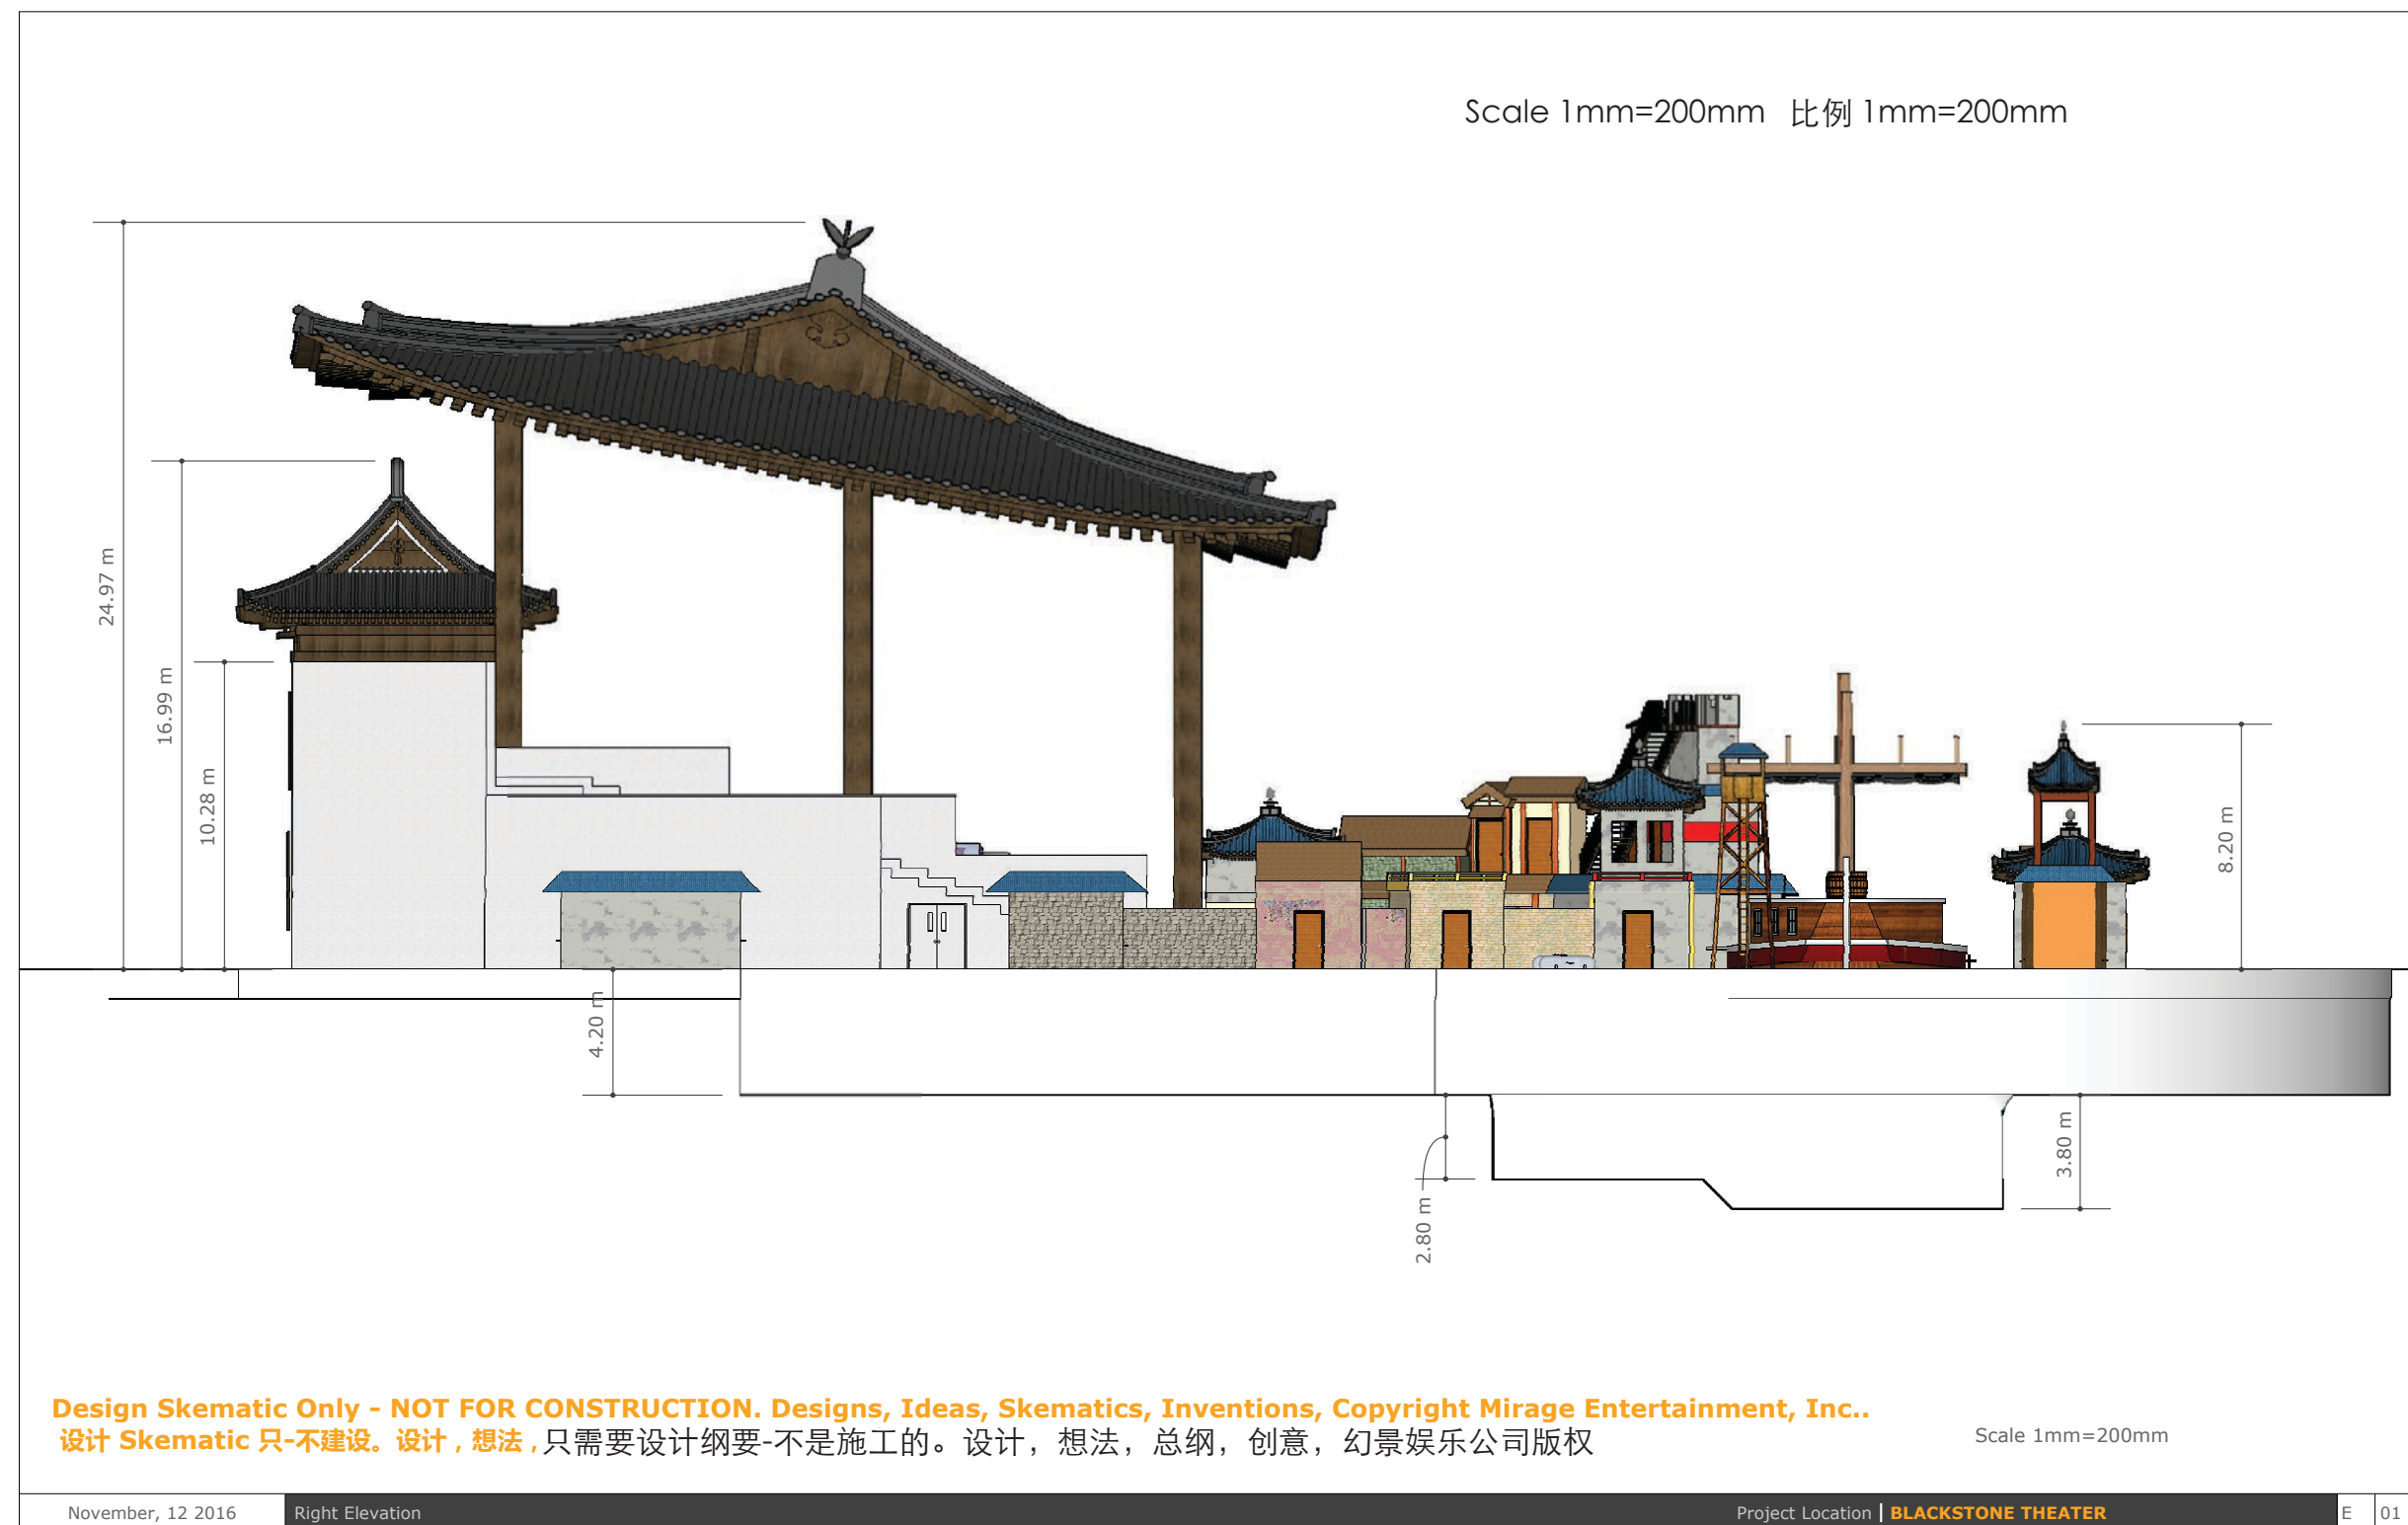 Scale 1mm=200mm 比例 1mm=200mm
24.97 m
16.99 m
10.28 m
8.20 m
4.20 m
2.80 m
3.80 m
Design Skematic Only - NOT FOR CONSTRUCTION. Designs, Ideas, Skematics, Inventions, Copyright Mirage Entertainment, Inc..
设计 Skematic 只-不建设。设计 , 想法 , 只需要设计纲要-不是施工的。设计，想法，总纲，创意，幻景娱乐公司版权
Scale 1mm=200mm
November, 12 2016
Right Elevation
Project Location | BLACKSTONE THEATER
E 01